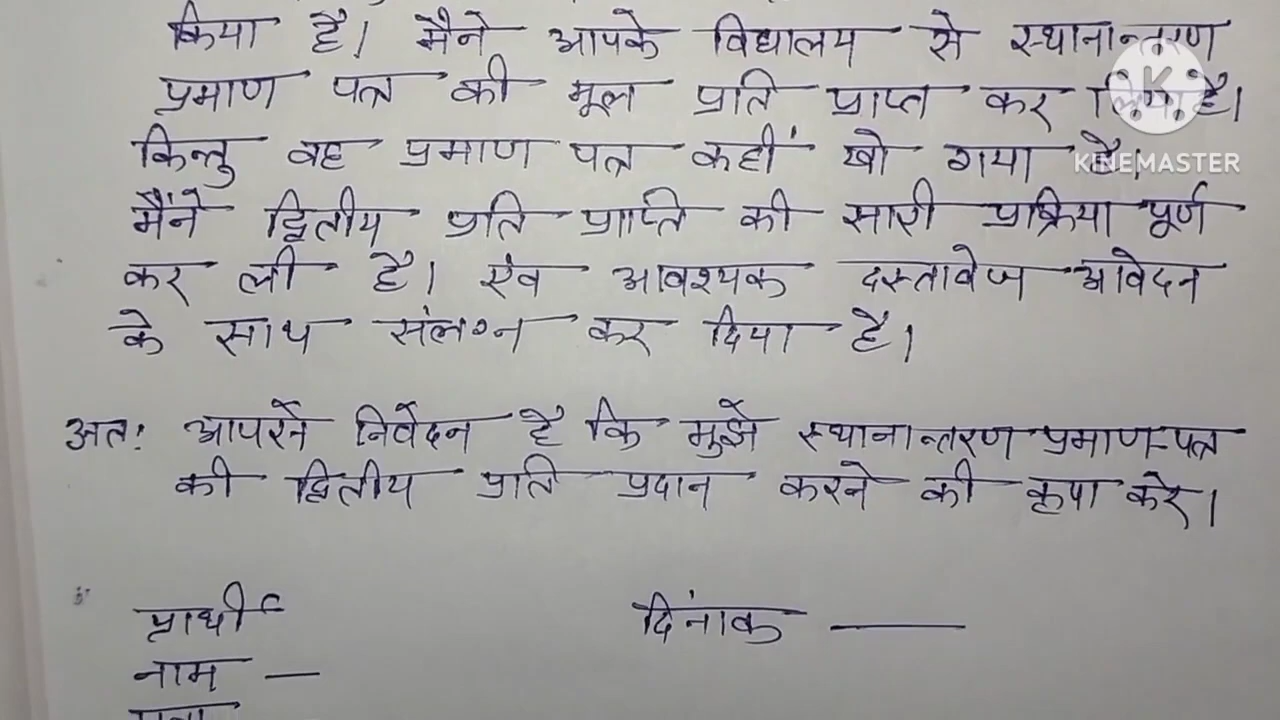 किया है। मैने आपके विद्यालय से स्थानान्तरण
प्रमाण पत्र की मूल प्रति प्राप्त कर है।
KINEMASTER
किन्तु वह प्रमाण पत्र कहीं खो गया है।
मैंने द्वितीय प्रति प्राप्ति की सारी प्रक्रिया पूर्ण
कर ली है। एंव आवश्यक दस्तावेज आवेदन
के साथ संलग्न कर दिया है।
अतः आपसे निवेदन है कि मुझे स्थानान्तरण प्रमाण-पत्र
की द्वितीय प्रति प्रदान करने की कृपा करे।
प्रार्थी दिंनाक ——
नाम —